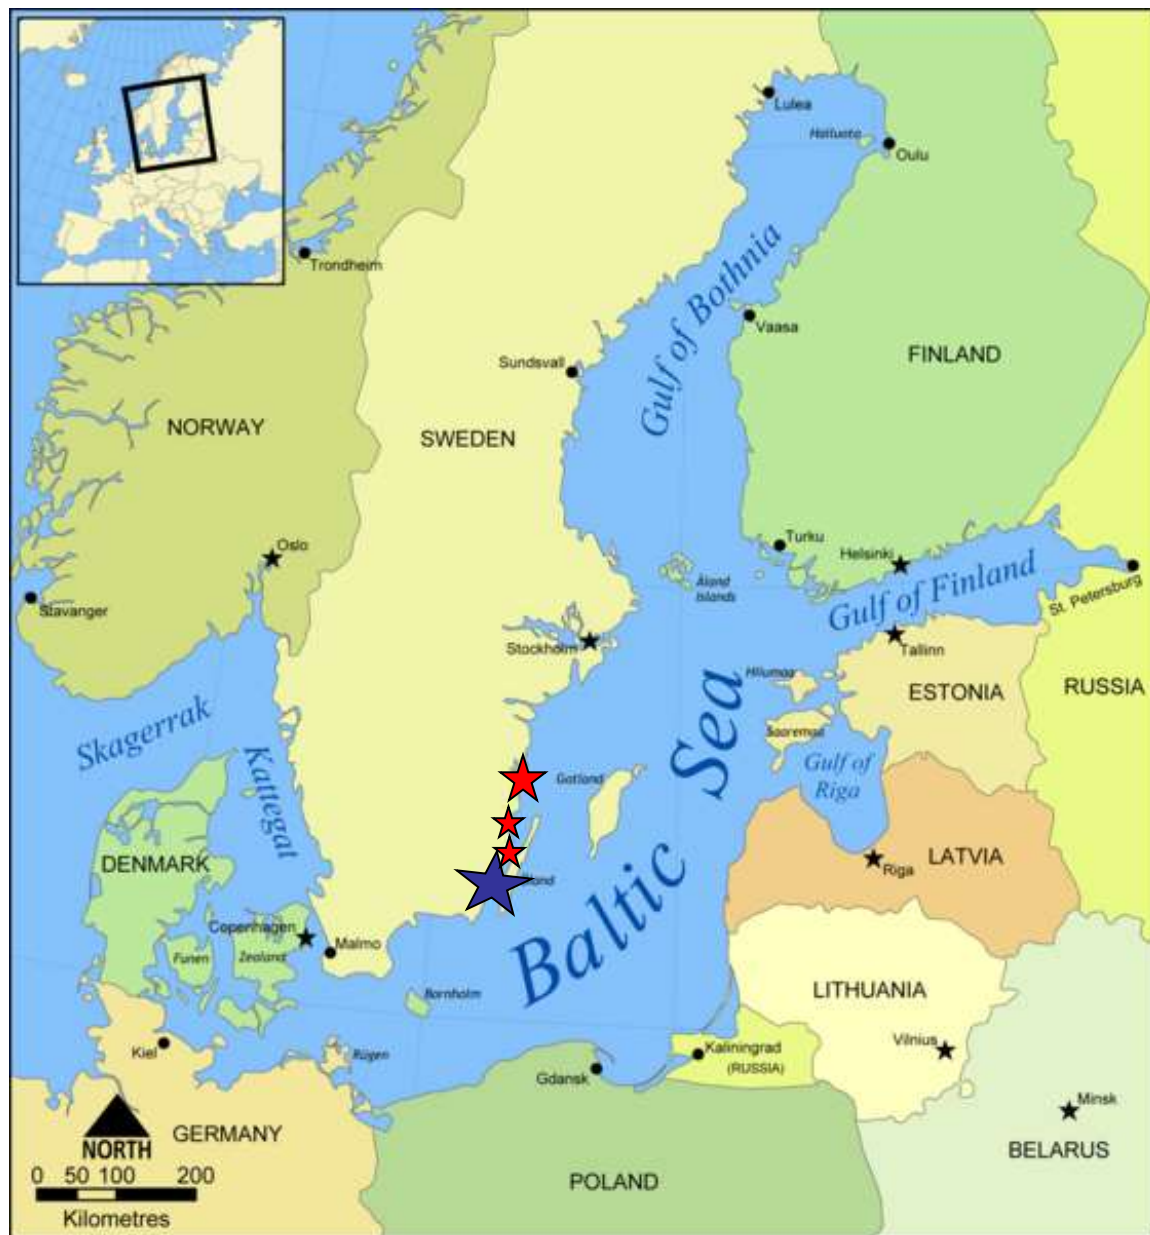 Lulea
Hailuoto
Oulu
Trondheim
Gulf of Bothnia
Vaasa
FINLAND
Sundsvall
NORWAY
SWEDEN
Turku
Helsinki
Oslo
Åland
Islands
Gulf of Finland
St. Petersburg
Stavanger
Stockholm
Tallinn
Hiiumaa
ESTONIA
RUSSIA
Skagerrak
Kattegat
Saaremaa
Gulf of
Riga
Gotland
Baltic Sea
DENMARK
LATVIA
Riga
Copenhagen
Malmo
Funen
Zealand
Bornholm
LITHUANIA
Vilnius
Kiel
Rügen
Kaliningrad
(RUSSIA)
Gdansk
Minsk
NORTH
GERMANY
BELARUS
POLAND
0 50 100 200
Kilometres